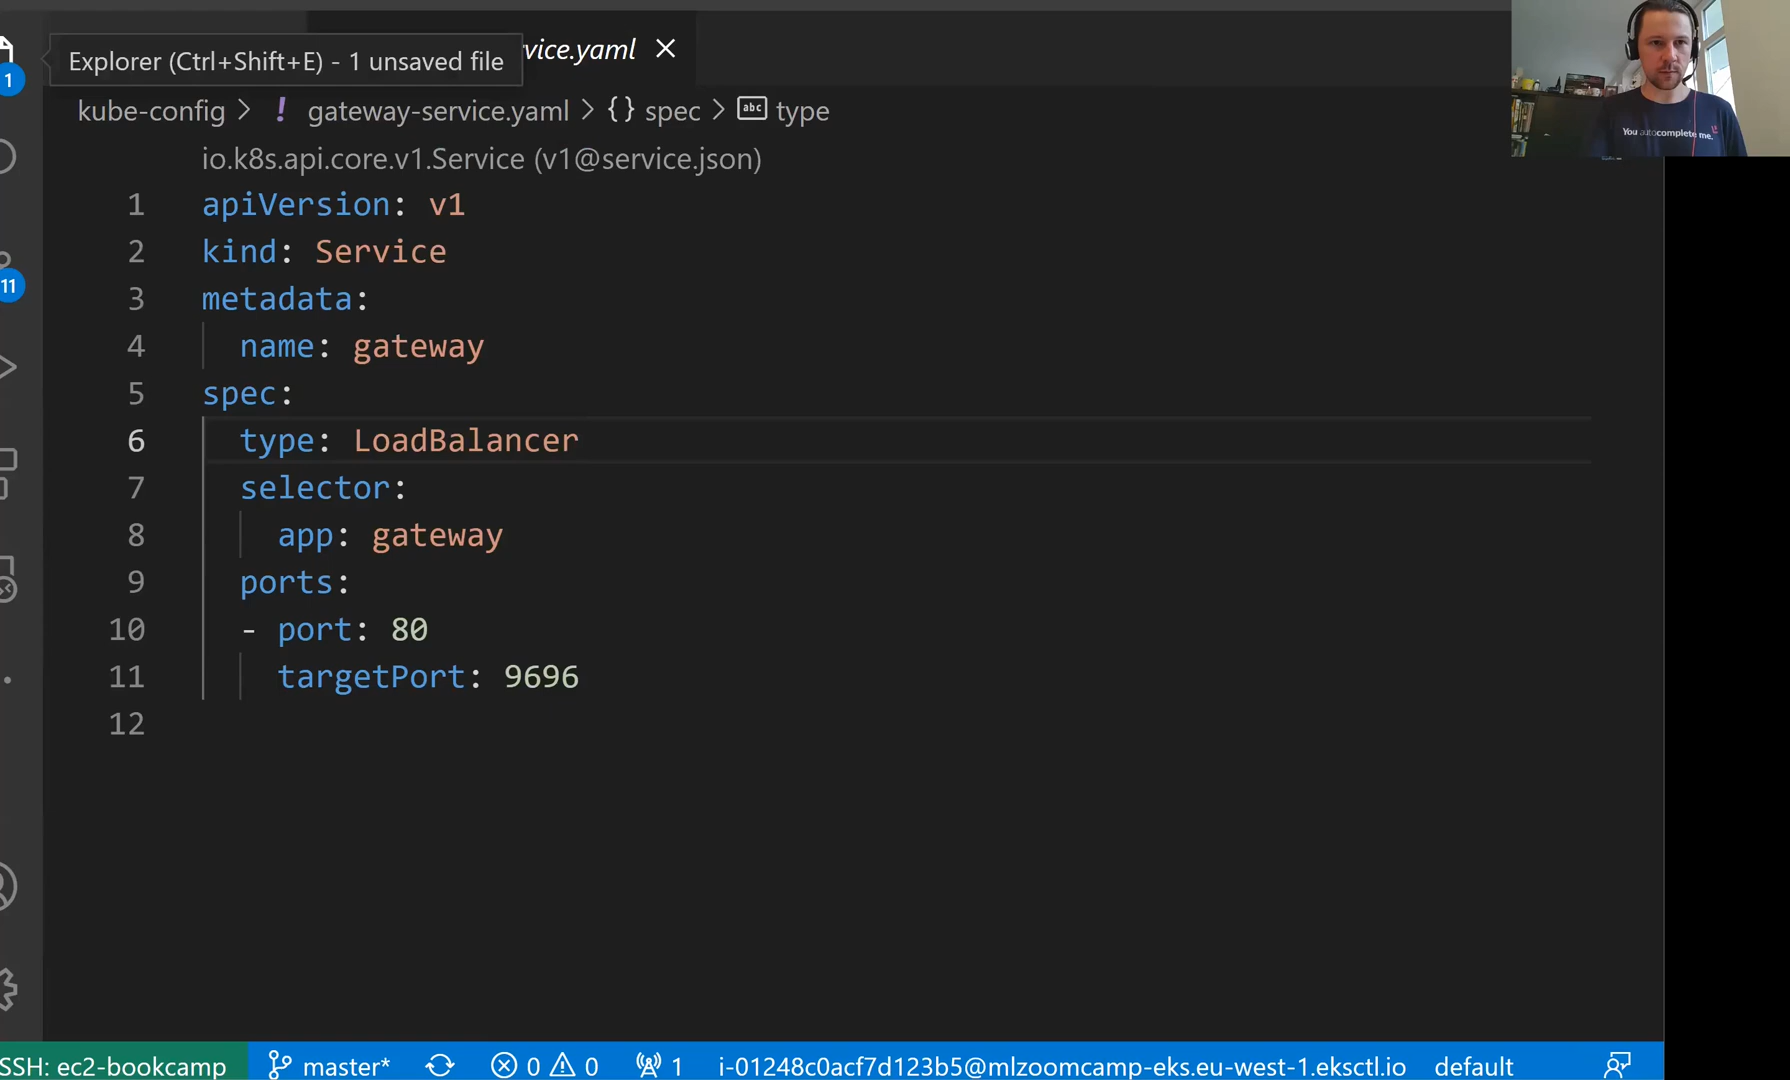 Explorer (Ctrl+Shift+E) - 1 unsaved file
vice.yaml
1
kube-config > ! gateway-service.yaml > {} spec > abc type
You autocomplete me.
io.k8s.api.core.v1.Service (v1@service.json)
1 apiVersion: v1
2 kind: Service
11
3 metadata:
4 name: gateway
5 spec:
6 type: LoadBalancer
7 selector:
8 app: gateway
9 ports:
10 - port: 80
11 targetPort: 9696
12
SSH: ec2-bookcamp master* 0 0 1 i-01248c0acf7d123b5@mlzoomcamp-eks.eu-west-1.eksctl.io default